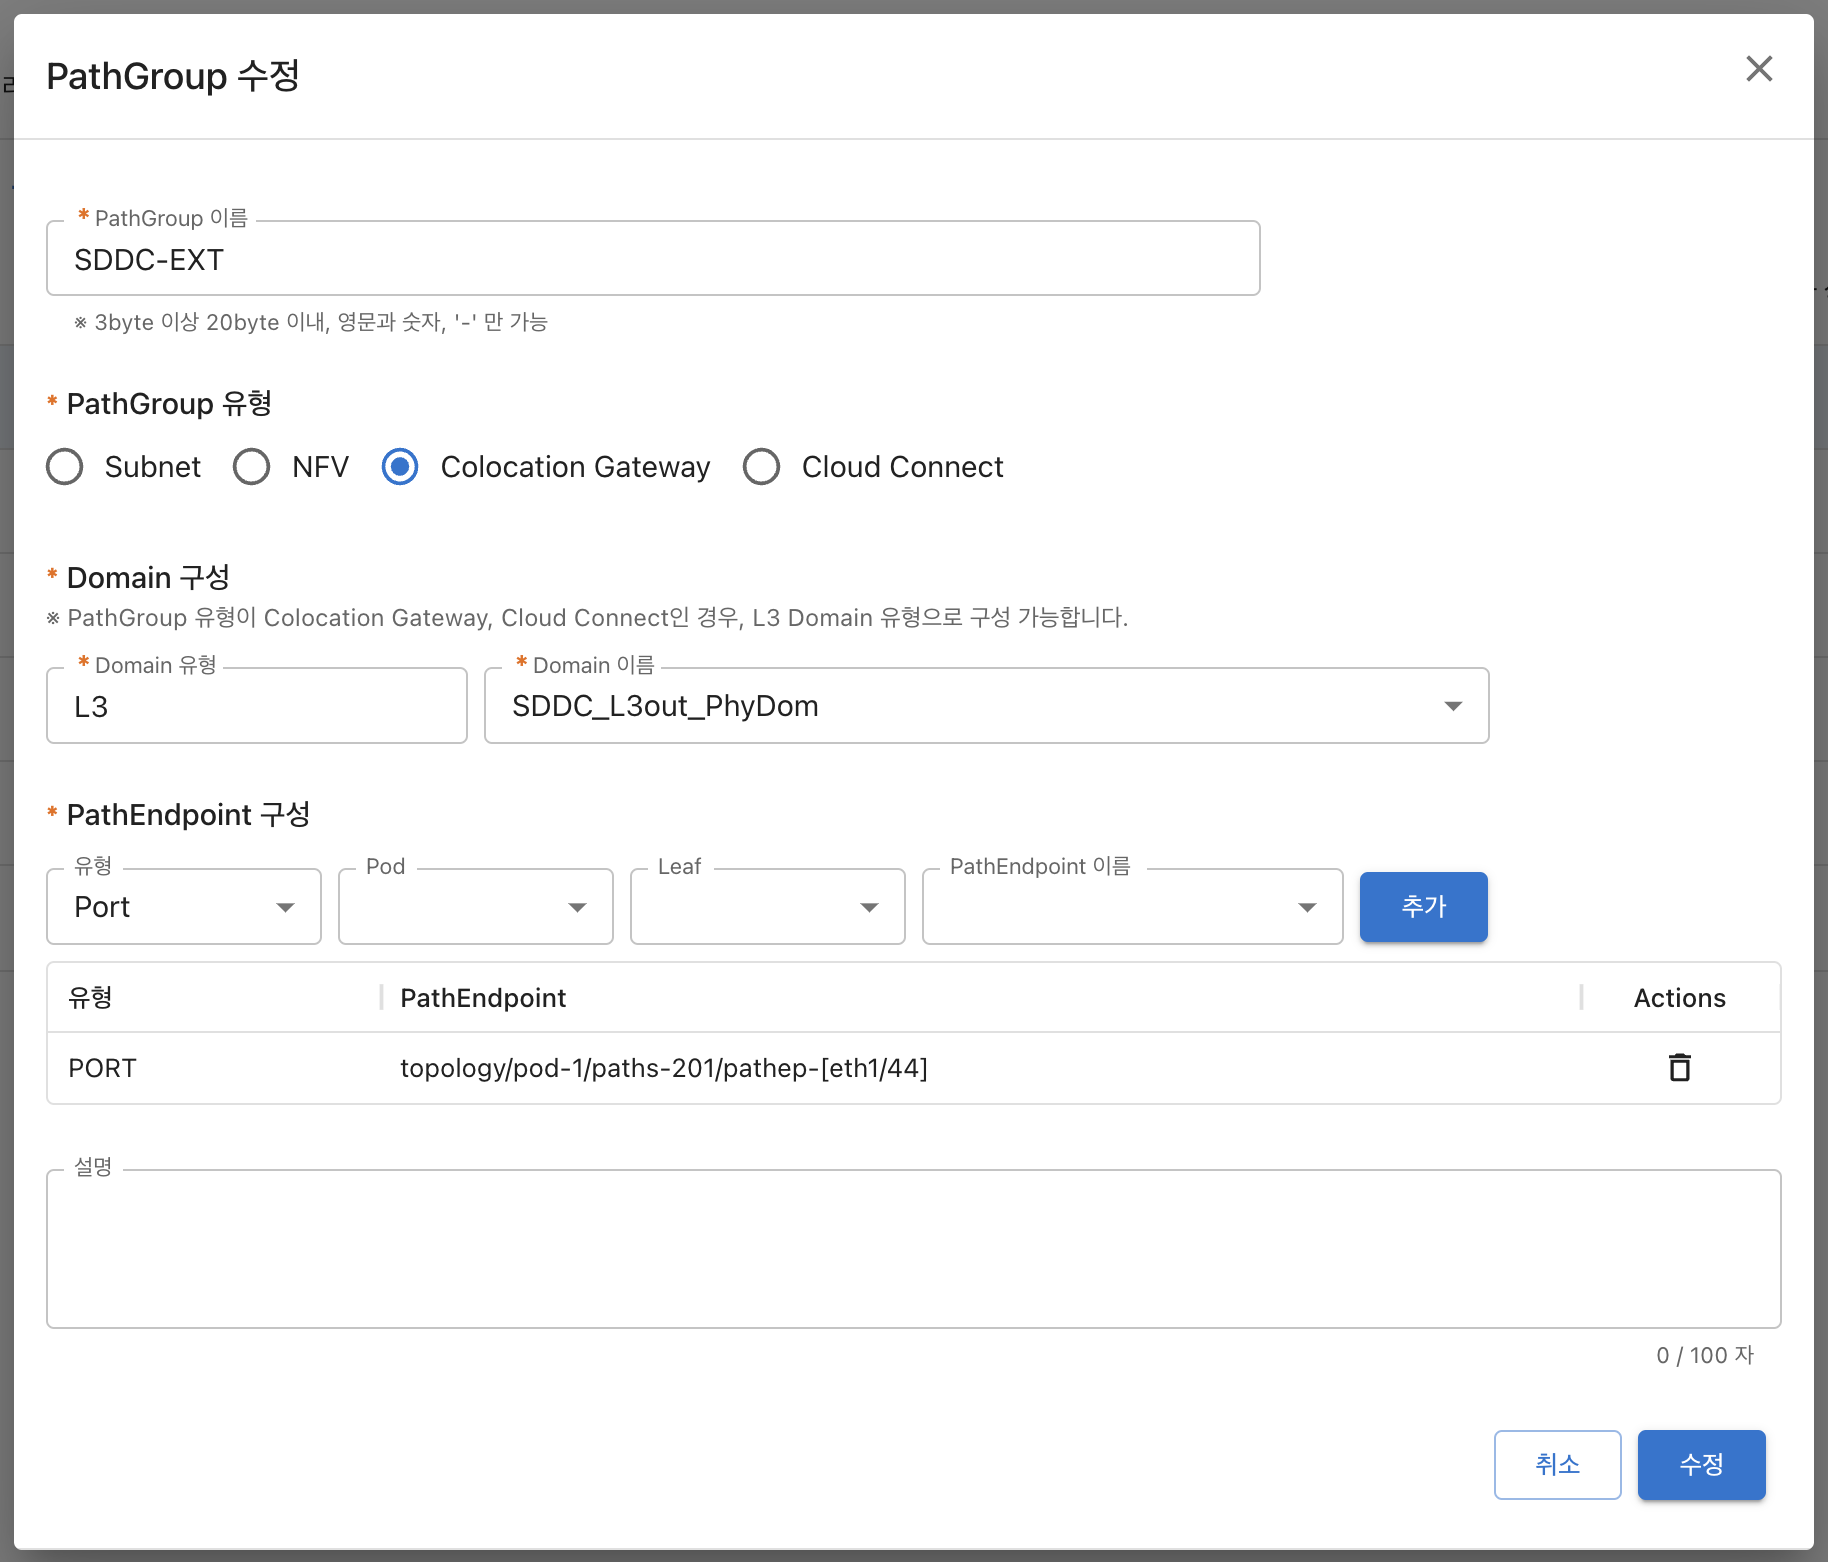 PathGroup 수정
* PathGroup 이름
SDDC-EXT
※ 3byte 이상 20byte 이내, 영문과 숫자, '-' 만 가능
* PathGroup 유형
Subnet NFV Colocation Gateway Cloud Connect
* Domain 구성
※ PathGroup 유형이 Colocation Gateway, Cloud Connect인 경우, L3 Domain 유형으로 구성 가능합니다.
* Domain 유형 * Domain 이름
L3 SDDC_L3out_PhyDom
* PathEndpoint 구성
유형 Pod Leaf PathEndpoint 이름
Port 추가
유형 PathEndpoint Actions
PORT topology/pod-1/paths-201/pathep-[eth1/44]
설명
0 / 100 자
취소 수정